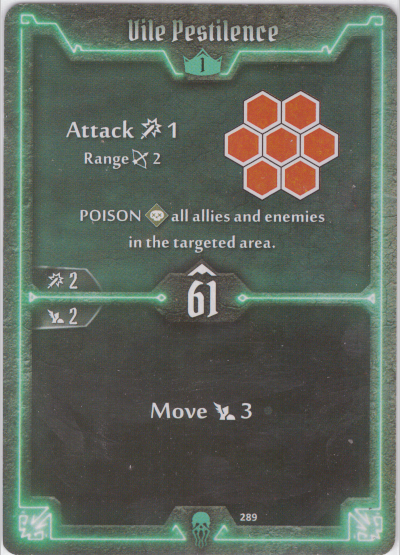 Vile Pestilence
1
Attack 1
Range 2
POISON all allies and enemies
in the targeted area.
2
61
2
Move 3
289